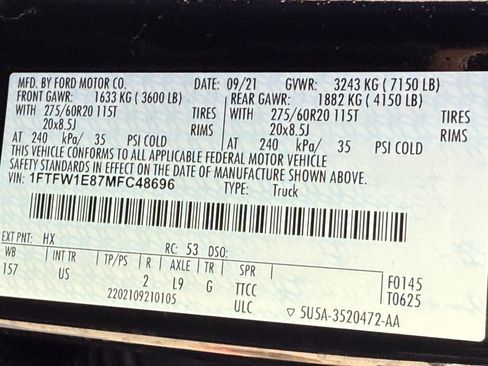 MFD. BY FORD MOTOR CO. DATE: 09/21 GVWR: 3243 KG ( 7150 LB)
FRONT GAWR: 1633 KG ( 3600 LB) REAR GAWR: 1882 KG ( 4150 LB)
WITH 275/60R20 115T TIRES WITH 275/60R20 115T TIRES
20x8.5J RIMS 20x8.5J RIMS
AT 240 kPa/ 35 PSI COLD AT 240 kPa/ 35 PSI COLD
THIS VEHICLE CONFORMS TO ALL APPLICABLE FEDERAL MOTOR VEHICLE
SAFETY STANDARDS IN EFFECT ON THE DATE OF MANUFACTURE SHOWN ABOVE.
VIN: 1FTFW1E87MFC48696 TYPE: Truck
EXT PNT: HX RC: 53 DSO:
WB INT TR TP/PS R AXLE TR SPR F0145
157 US 2 L9 G TTCC T0625
2202109210105 ULC ▽ 5U5A-3520472-AA